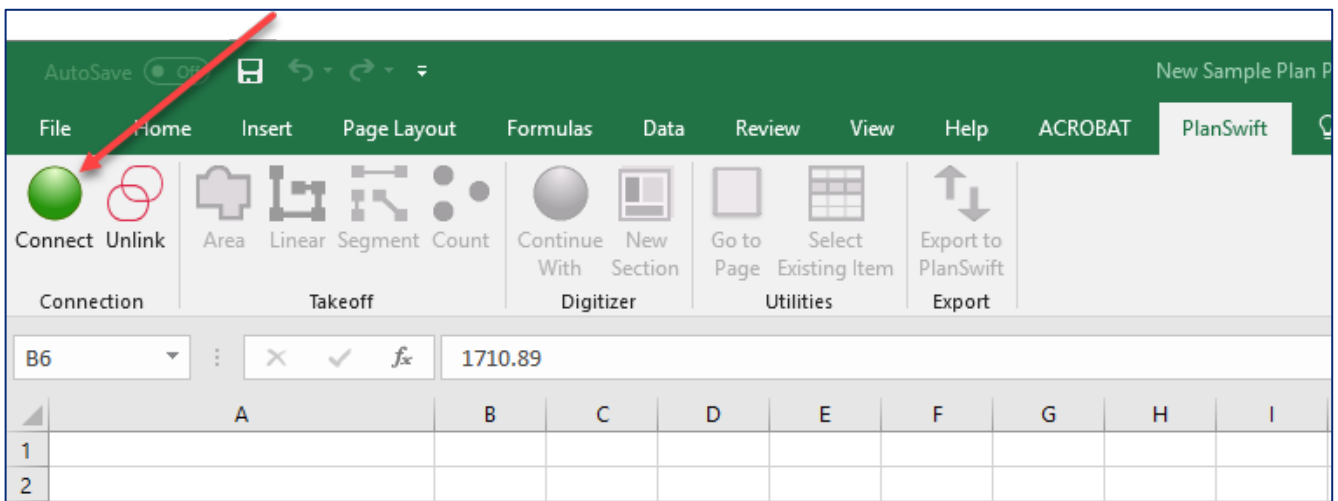 AutoSave Off New Sample Plan P
File Home Insert Page Layout Formulas Data Review View Help ACROBAT PlanSwift
Connect Unlink Area Linear Segment Count Continue With New Section Go to Page Select Existing Item Export to PlanSwift
Connection Takeoff Digitizer Utilities Export
B6 fx 1710.89
A B C D E F G H I
1
2